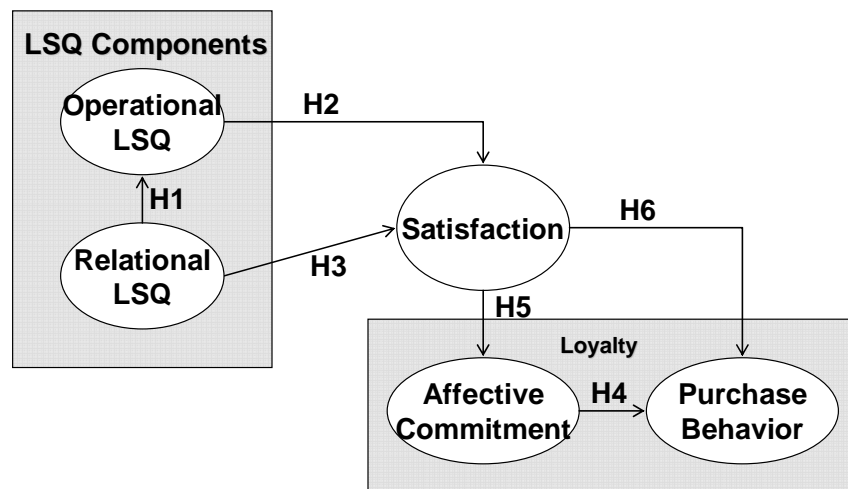 LSQ Components
Operational
LSQ
H2
H1
Relational
LSQ
H3
Satisfaction
H6
H5
Loyalty
Affective
Commitment
H4
Purchase
Behavior